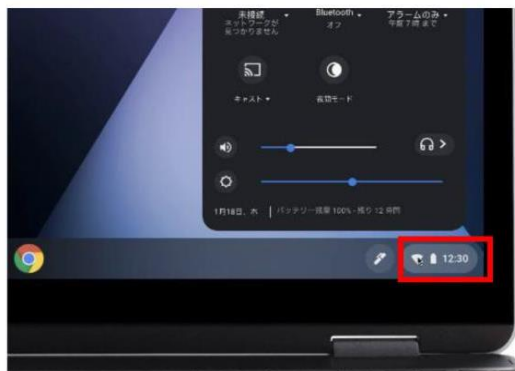 未接続
ネットワークが
見つかりません
Bluetooth
オフ
アラームのみ
午前7時 まで
キャスト
夜間モード
1月18日、水
バッテリー残量 100% - 残り 12 時間
12:30